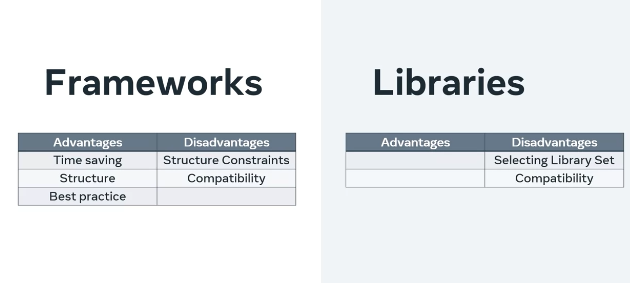 Frameworks
Advantages Disadvantages
Time saving Structure Constraints
Structure Compatibility
Best practice
Libraries
Advantages Disadvantages
Selecting Library Set
Compatibility